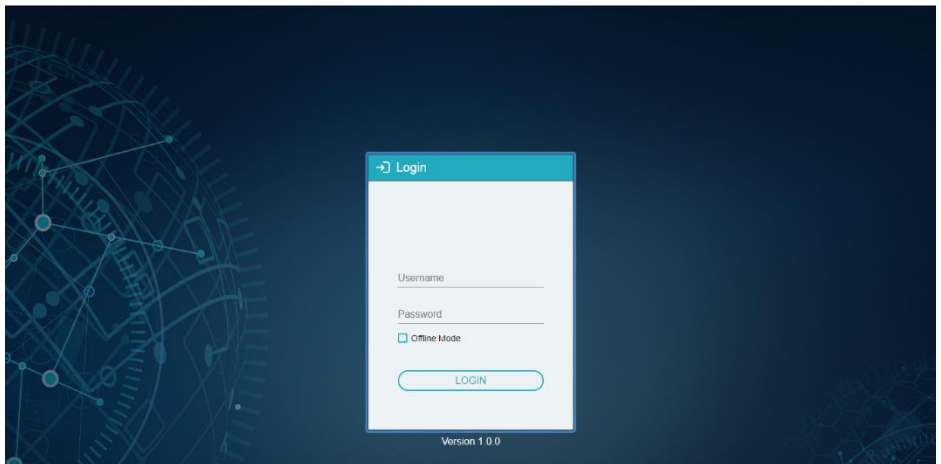 Login
Username
Password
Offline Mode
LOGIN
Version 1.0.0